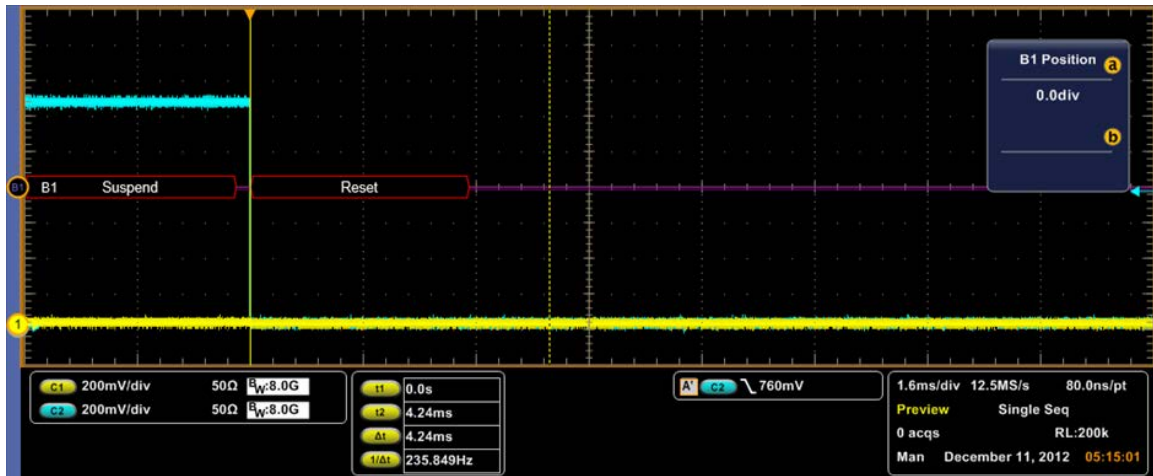 B1 Position a
0.0div
b
B1 B1 Suspend Reset
1
C1 200mV/div 50Ω BW:8.0G
C2 200mV/div 50Ω BW:8.0G
t1 0.0s
t2 4.24ms
Δt 4.24ms
1/Δt 235.849Hz
A' C2 760mV
1.6ms/div 12.5MS/s 80.0ns/pt
Preview Single Seq
0 acqs RL:200k
Man December 11, 2012 05:15:01